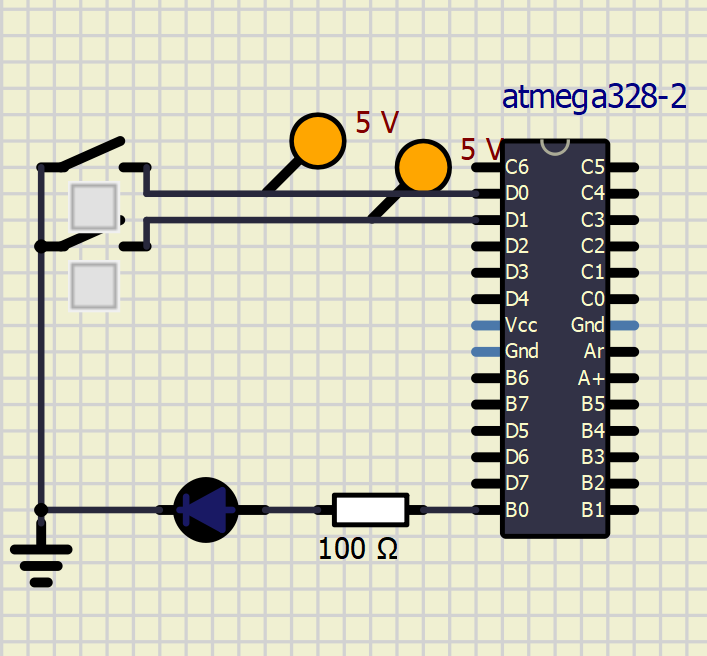 atmega328-2
5 V
5 V
C6 C5
D0 C4
D1 C3
D2 C2
D3 C1
D4 C0
Vcc Gnd
Gnd Ar
B6 A+
B7 B5
D5 B4
D6 B3
D7 B2
B0 B1
100 Ω